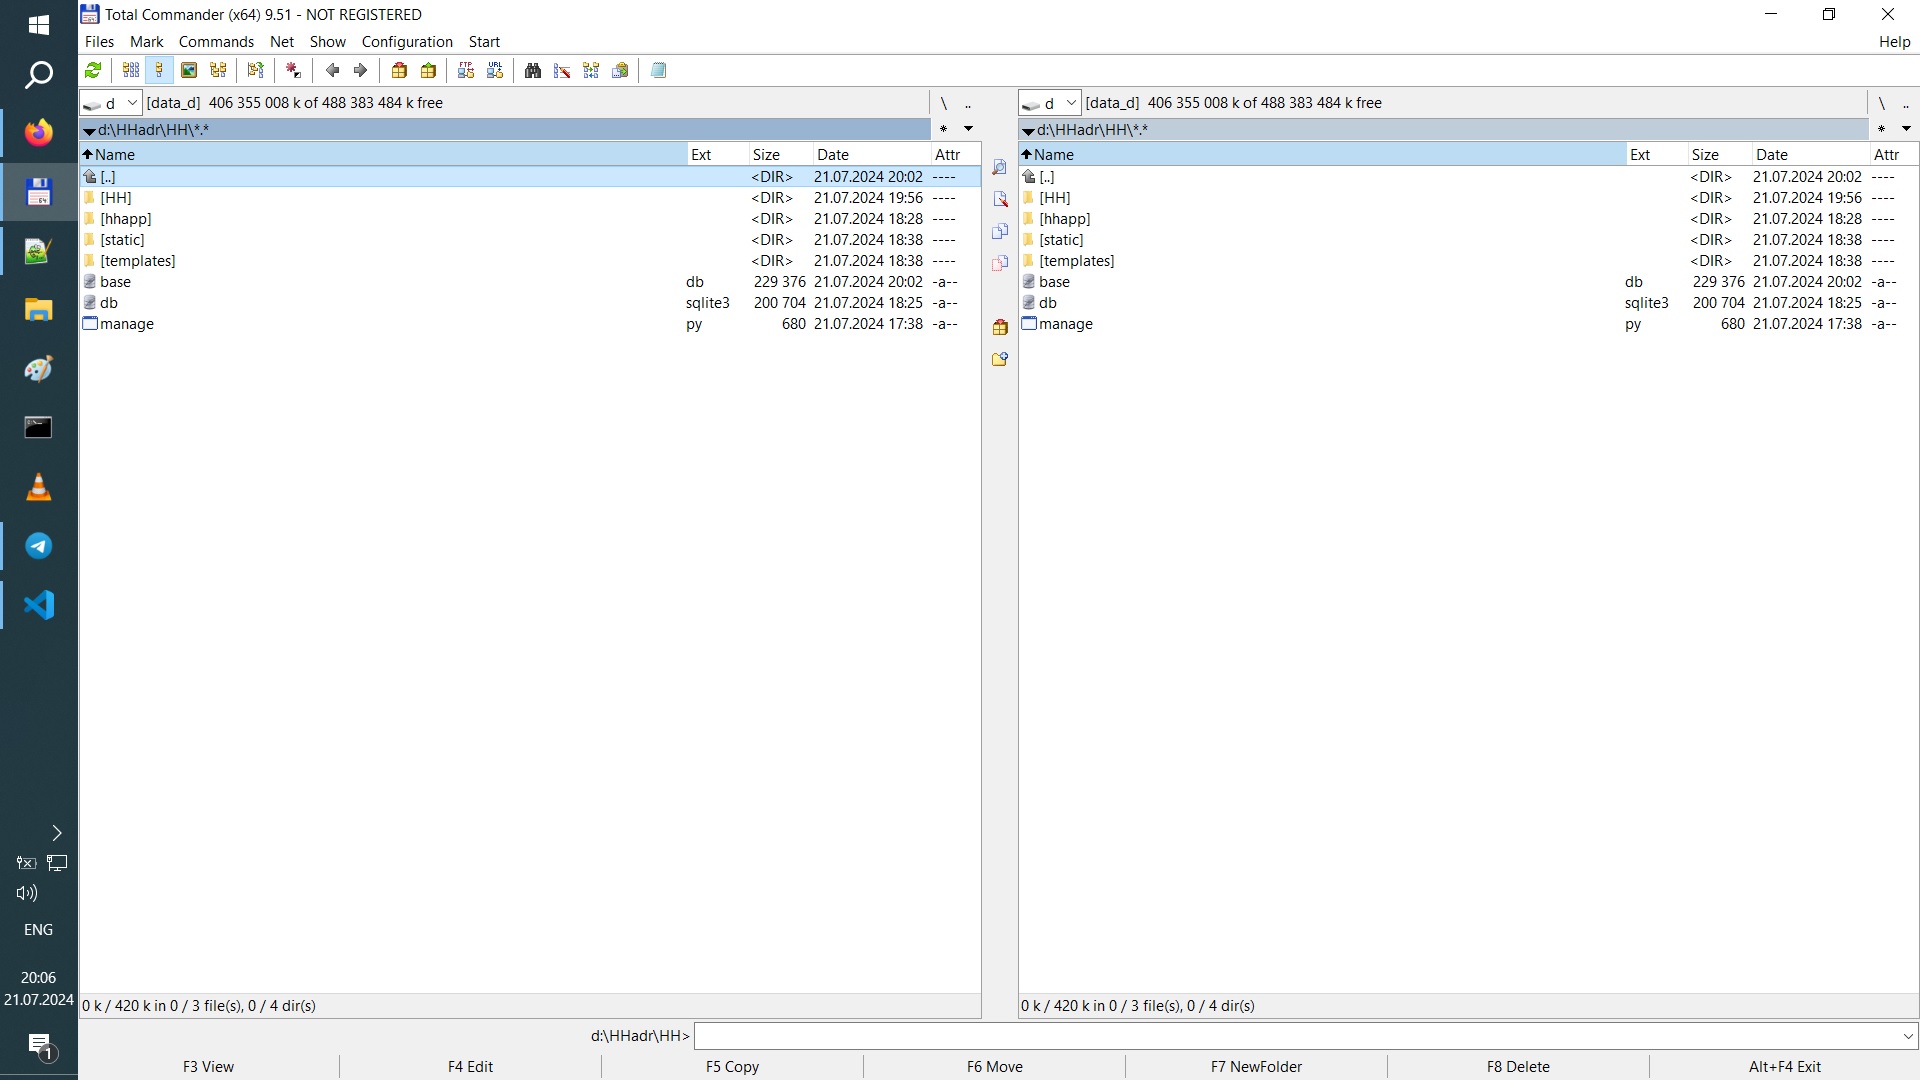 Total Commander (x64) 9.51 - NOT REGISTERED
Files Mark Commands Net Show Configuration Start Help
FTP URL
d [data_d] 406 355 008 k of 488 383 484 k free \ ..
d:\HHadr\HH\*.* *
Name Ext Size Date Attr
[..] <DIR> 21.07.2024 20:02 ----
[HH] <DIR> 21.07.2024 19:56 ----
[hhapp] <DIR> 21.07.2024 18:28 ----
[static] <DIR> 21.07.2024 18:38 ----
[templates] <DIR> 21.07.2024 18:38 ----
base db 229 376 21.07.2024 20:02 -a--
db sqlite3 200 704 21.07.2024 18:25 -a--
manage py 680 21.07.2024 17:38 -a--
0 k / 420 k in 0 / 3 file(s), 0 / 4 dir(s)
d [data_d] 406 355 008 k of 488 383 484 k free \ ..
d:\HHadr\HH\*.* *
Name Ext Size Date Attr
[..] <DIR> 21.07.2024 20:02 ----
[HH] <DIR> 21.07.2024 19:56 ----
[hhapp] <DIR> 21.07.2024 18:28 ----
[static] <DIR> 21.07.2024 18:38 ----
[templates] <DIR> 21.07.2024 18:38 ----
base db 229 376 21.07.2024 20:02 -a--
db sqlite3 200 704 21.07.2024 18:25 -a--
manage py 680 21.07.2024 17:38 -a--
0 k / 420 k in 0 / 3 file(s), 0 / 4 dir(s)
d:\HHadr\HH>
F3 View F4 Edit F5 Copy F6 Move F7 NewFolder F8 Delete Alt+F4 Exit
64
ENG
20:06
21.07.2024
1